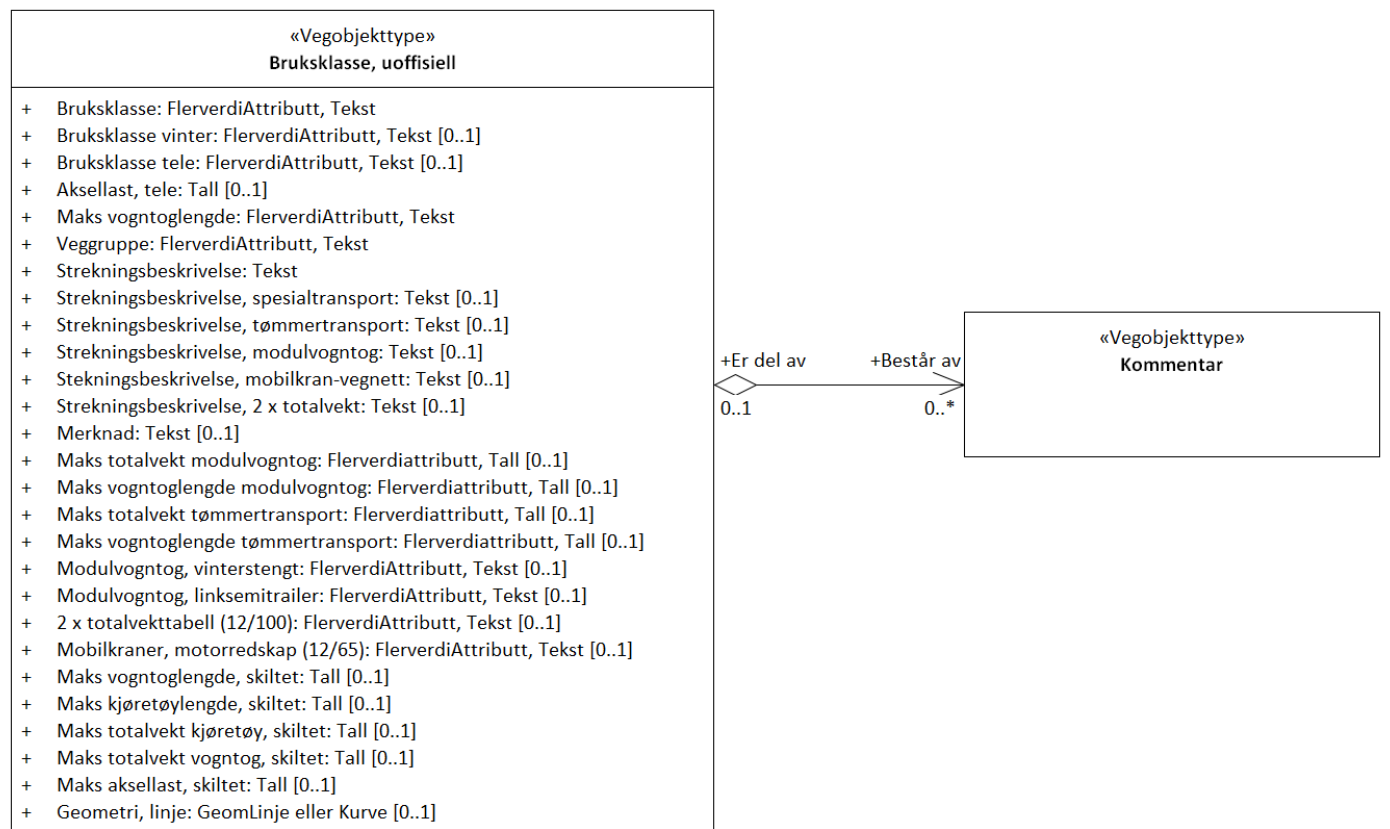 «Vegobjekttype»
Bruksklasse, uoffisiell
+ Bruksklasse: FlerverdiAttributt, Tekst
+ Bruksklasse vinter: FlerverdiAttributt, Tekst [0..1]
+ Bruksklasse tele: FlerverdiAttributt, Tekst [0..1]
+ Aksellast, tele: Tall [0..1]
+ Maks vogntoglengde: FlerverdiAttributt, Tekst
+ Veggruppe: FlerverdiAttributt, Tekst
+ Strekningsbeskrivelse: Tekst
+ Strekningsbeskrivelse, spesialtransport: Tekst [0..1]
+ Strekningsbeskrivelse, tømmertransport: Tekst [0..1]
+ Strekningsbeskrivelse, modulvogntog: Tekst [0..1]
+ Stekningsbeskrivelse, mobilkran-vegnett: Tekst [0..1]
+ Strekningsbeskrivelse, 2 x totalvekt: Tekst [0..1]
+ Merknad: Tekst [0..1]
+ Maks totalvekt modulvogntog: Flerverdiattributt, Tall [0..1]
+ Maks vogntoglengde modulvogntog: Flerverdiattributt, Tall [0..1]
+ Maks totalvekt tømmertransport: Flerverdiattributt, Tall [0..1]
+ Maks vogntoglengde tømmertransport: Flerverdiattributt, Tall [0..1]
+ Modulvogntog, vinterstengt: FlerverdiAttributt, Tekst [0..1]
+ Modulvogntog, linksemitrailer: FlerverdiAttributt, Tekst [0..1]
+ 2 x totalvekttabell (12/100): FlerverdiAttributt, Tekst [0..1]
+ Mobilkraner, motorredskap (12/65): FlerverdiAttributt, Tekst [0..1]
+ Maks vogntoglengde, skiltet: Tall [0..1]
+ Maks kjøretøylengde, skiltet: Tall [0..1]
+ Maks totalvekt kjøretøy, skiltet: Tall [0..1]
+ Maks totalvekt vogntog, skiltet: Tall [0..1]
+ Maks aksellast, skiltet: Tall [0..1]
+ Geometri, linje: GeomLinje eller Kurve [0..1]
+Er del av +Består av
0..1 0..*
«Vegobjekttype»
Kommentar